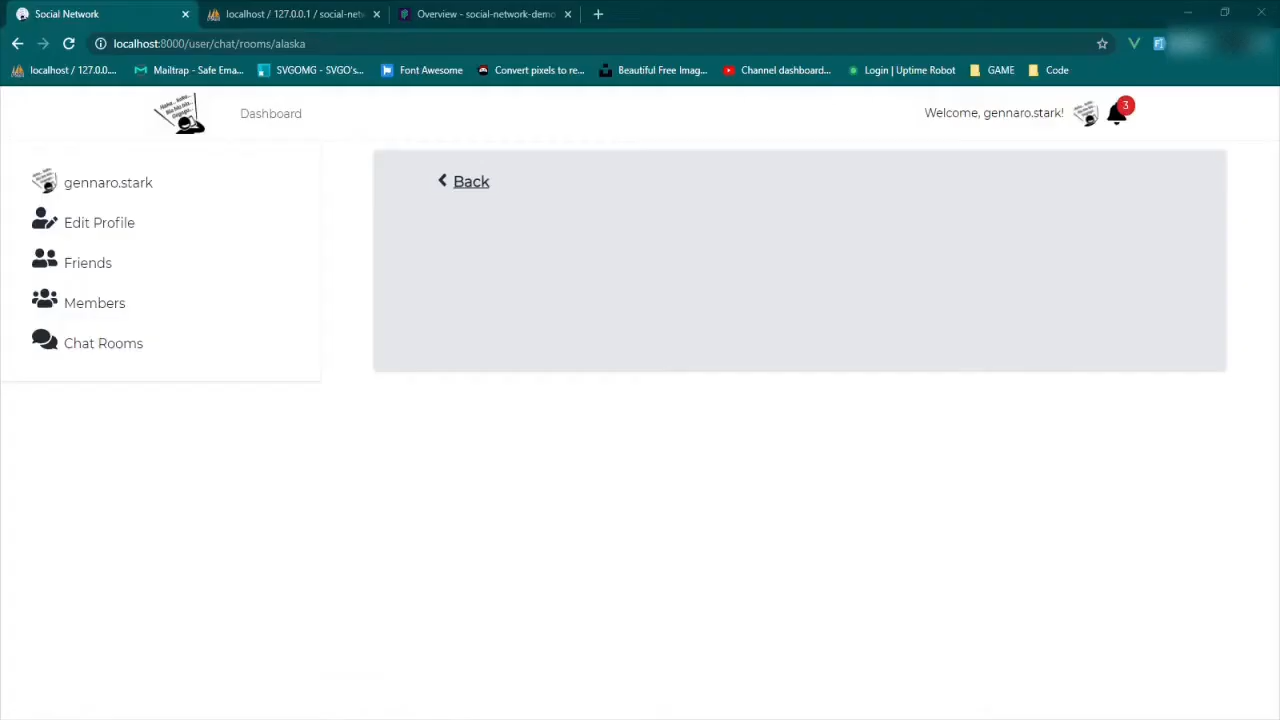 Social Network
localhost / 127.0.0.1 / social-netw
Overview - social-network-demo
localhost:8000/user/chat/rooms/alaska
localhost / 127.0.0....
Mailtrap - Safe Ema...
SVGOMG - SVGO's...
Font Awesome
Convert pixels to re...
Beautiful Free Imag...
Channel dashboard...
Login | Uptime Robot
GAME
Code
Dashboard
Welcome, gennaro.stark!
3
gennaro.stark
Edit Profile
Friends
Members
Chat Rooms
Back